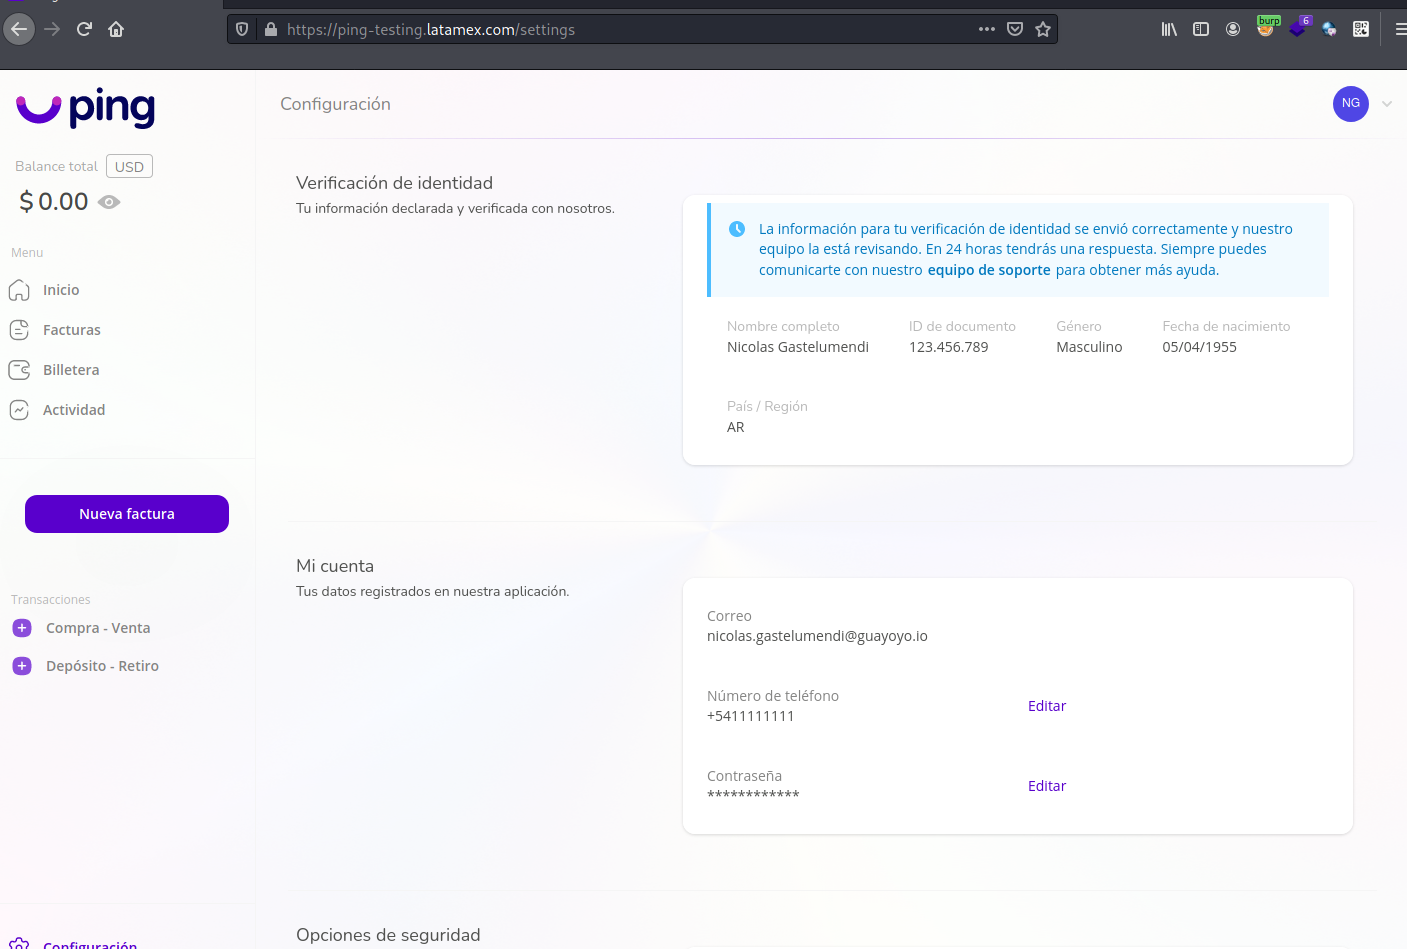 https://ping-testing.latamex.com/settings
burp
6
ping
Configuración
NG
Balance total USD
$ 0.00
Menu
Inicio
Facturas
Billetera
Actividad
Nueva factura
Transacciones
Compra - Venta
Depósito - Retiro
Configuración
Verificación de identidad
Tu información declarada y verificada con nosotros.
La información para tu verificación de identidad se envió correctamente y nuestro
equipo la está revisando. En 24 horas tendrás una respuesta. Siempre puedes
comunicarte con nuestro equipo de soporte para obtener más ayuda.
Nombre completo ID de documento Género Fecha de nacimiento
Nicolas Gastelumendi 123.456.789 Masculino 05/04/1955
País / Región
AR
Mi cuenta
Tus datos registrados en nuestra aplicación.
Correo
nicolas.gastelumendi@guayoyo.io
Número de teléfono
+5411111111
Editar
Contraseña
************
Editar
Opciones de seguridad